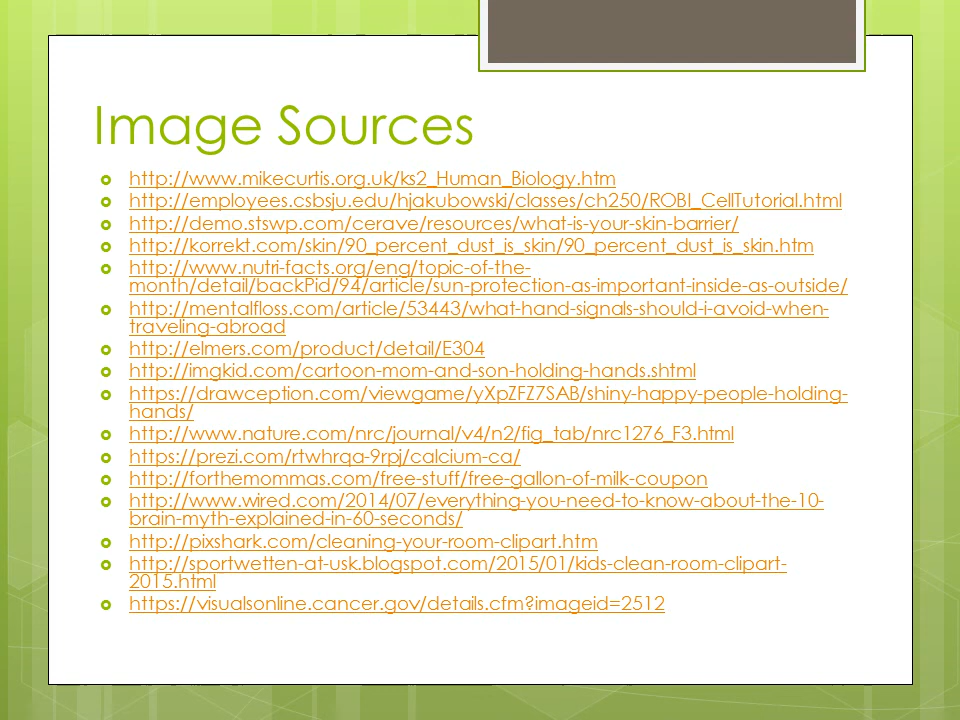 Image Sources
http://www.mikecurtis.org.uk/ks2_Human_Biology.htm
http://employees.csbsju.edu/hjakubowski/classes/ch250/ROBI_CellTutorial.html
http://demo.stswp.com/cerave/resources/what-is-your-skin-barrier/
http://korrekt.com/skin/90_percent_dust_is_skin/90_percent_dust_is_skin.htm
http://www.nutri-facts.org/eng/topic-of-the-
month/detail/backPid/94/article/sun-protection-as-important-inside-as-outside/
http://mentalfloss.com/article/53443/what-hand-signals-should-i-avoid-when-
traveling-abroad
http://elmers.com/product/detail/E304
http://imgkid.com/cartoon-mom-and-son-holding-hands.shtml
https://drawception.com/viewgame/yXpZFZ7SAB/shiny-happy-people-holding-
hands/
http://www.nature.com/nrc/journal/v4/n2/fig_tab/nrc1276_F3.html
https://prezi.com/rtwhrqa-9rpj/calcium-ca/
http://forthemommas.com/free-stuff/free-gallon-of-milk-coupon
http://www.wired.com/2014/07/everything-you-need-to-know-about-the-10-
brain-myth-explained-in-60-seconds/
http://pixshark.com/cleaning-your-room-clipart.htm
http://sportwetten-at-usk.blogspot.com/2015/01/kids-clean-room-clipart-
2015.html
https://visualsonline.cancer.gov/details.cfm?imageid=2512